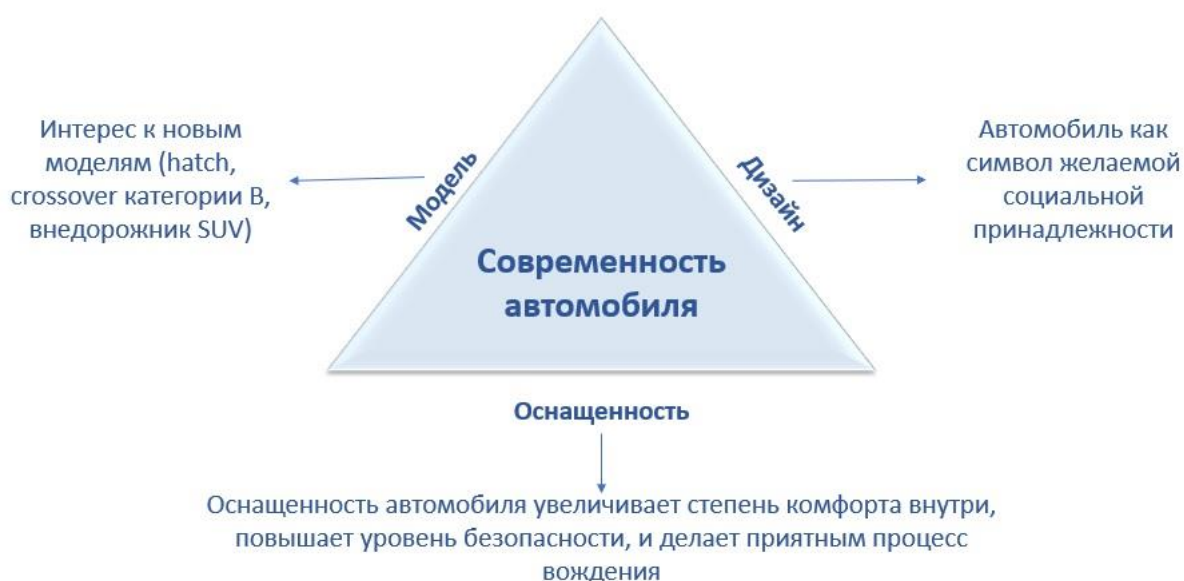 Интерес к новым
моделям (hatch,
crossover категории B,
внедорожник SUV)
Модель
Современность
автомобиля
Дизайн
Автомобиль как
символ желаемой
социальной
принадлежности
Оснащенность
Оснащенность автомобиля увеличивает степень комфорта внутри,
повышает уровень безопасности, и делает приятным процесс
вождения